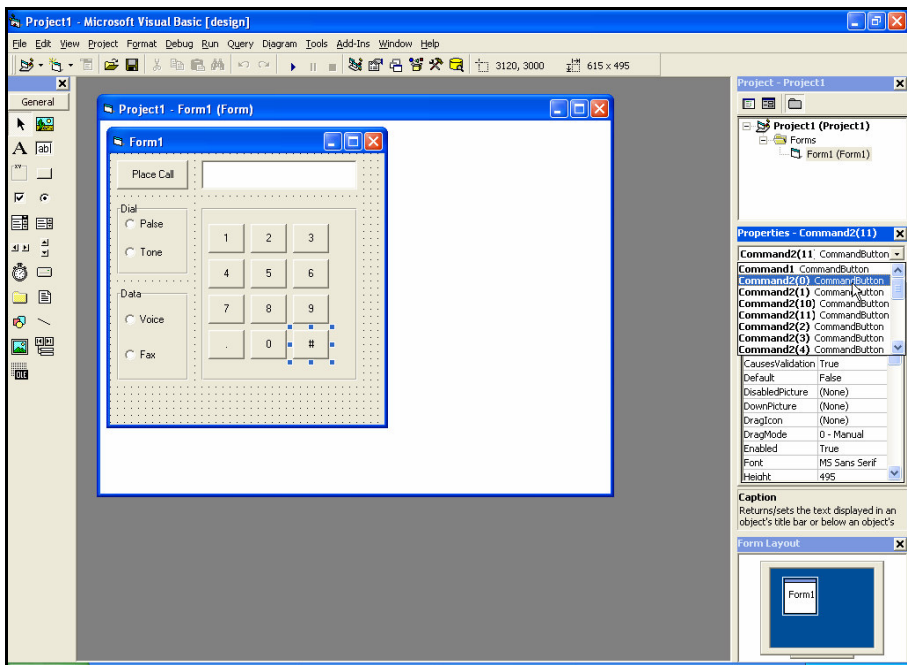 Project1 - Microsoft Visual Basic [design]
File Edit View Project Format Debug Run Query Diagram Tools Add-Ins Window Help
3120, 3000 615 x 495
General
A ab|
xv
OLE
Project1 - Form1 (Form)
Form1
Place Call
Dial
Palse
Tone
Data
Voice
Fax
1 2 3
4 5 6
7 8 9
. 0 #
Project - Project1
Project1 (Project1)
Forms
Form1 (Form1)
Properties - Command2(11)
Command2(11 CommandButton
Command1 CommandButton
Command2(0) CommandButton
Command2(1) CommandButton
Command2(10) CommandButton
Command2(11) CommandButton
Command2(2) CommandButton
Command2(3) CommandButton
Command2(4) CommandButton
CausesValidation True
Default False
DisabledPicture (None)
DownPicture (None)
DragIcon (None)
DragMode 0 - Manual
Enabled True
Font MS Sans Serif
Height 495
Caption
Returns/sets the text displayed in an
object's title bar or below an object's
Form Layout
Form1